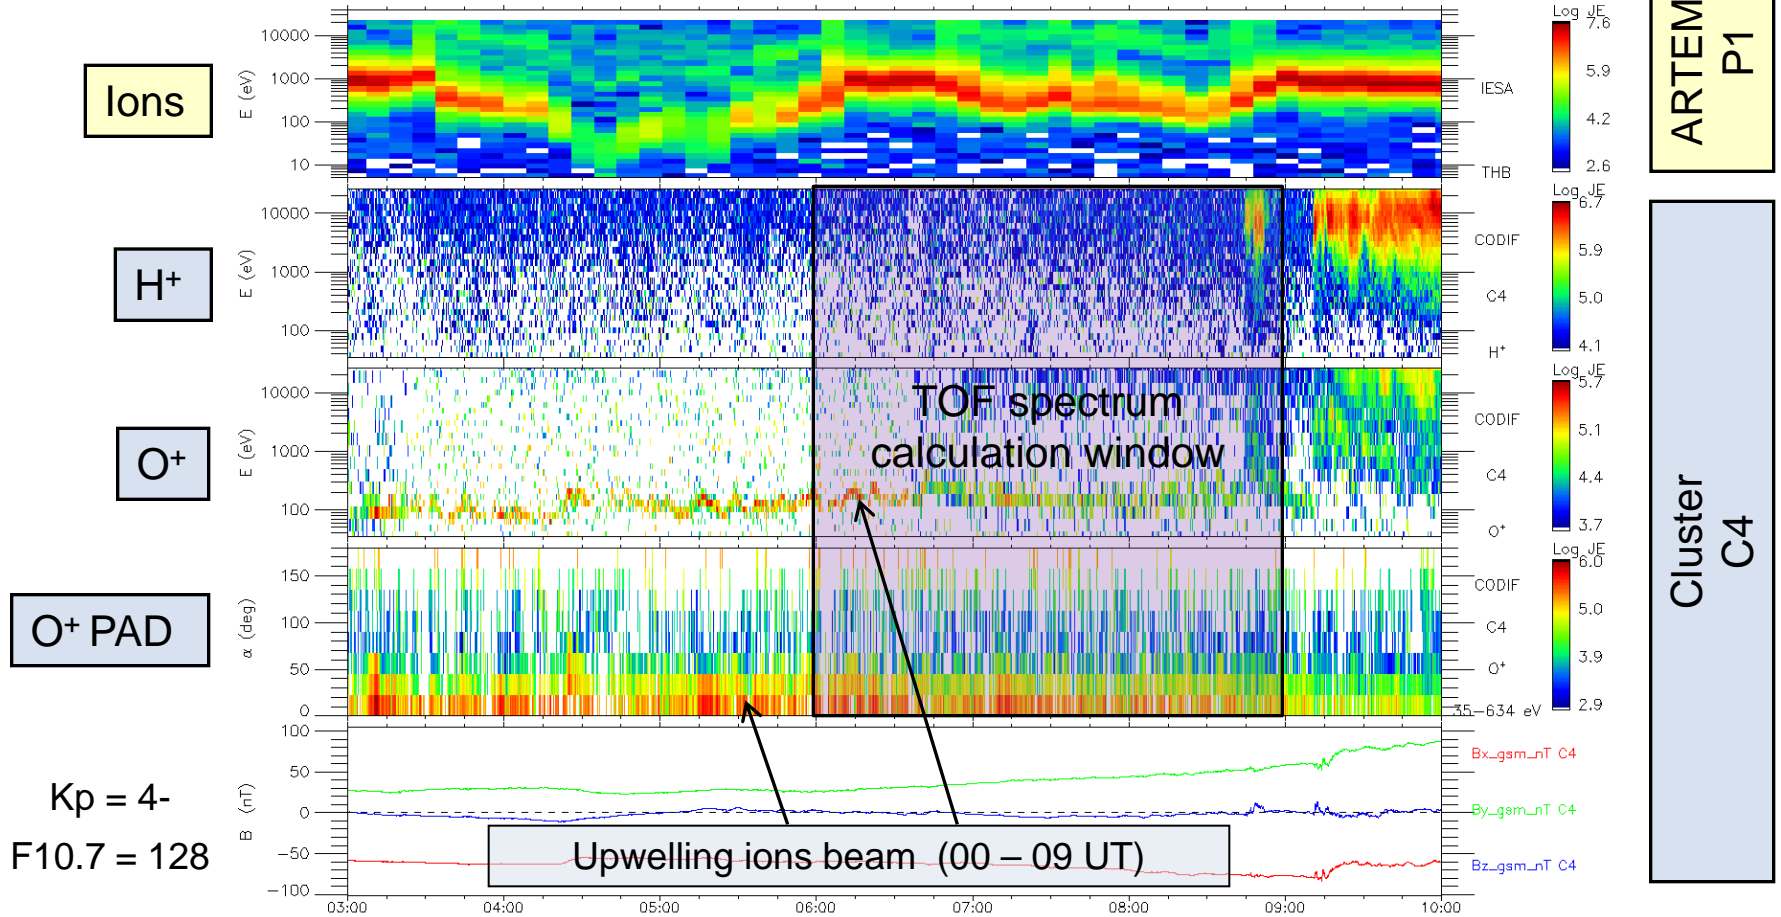 Ions
E (eV)
10000
1000
100
10
IESA
THB
Log JE
7.6
5.9
4.2
2.6
ARTEM
P1
H+
E (eV)
10000
1000
100
CODIF
C4
H+
Log JE
6.7
5.9
5.0
4.1
O+
E (eV)
10000
1000
100
TOF spectrum
calculation window
CODIF
C4
O+
Log JE
5.7
5.1
4.4
3.7
O+ PAD
α (deg)
150
100
50
0
CODIF
C4
O+
35-634 eV
Log JE
6.0
5.0
3.9
2.9
Cluster
C4
Kp = 4-
F10.7 = 128
B (nT)
100
50
0
-50
-100
Bx_gsm_nT C4
By_gsm_nT C4
Bz_gsm_nT C4
Upwelling ions beam (00 – 09 UT)
03:00 04:00 05:00 06:00 07:00 08:00 09:00 10:00